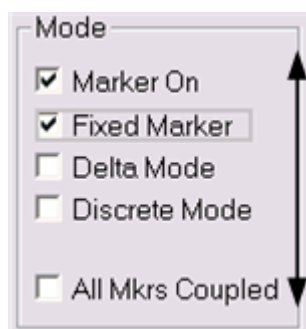 Mode
Marker On
Fixed Marker
Delta Mode
Discrete Mode
All Mkrs Coupled